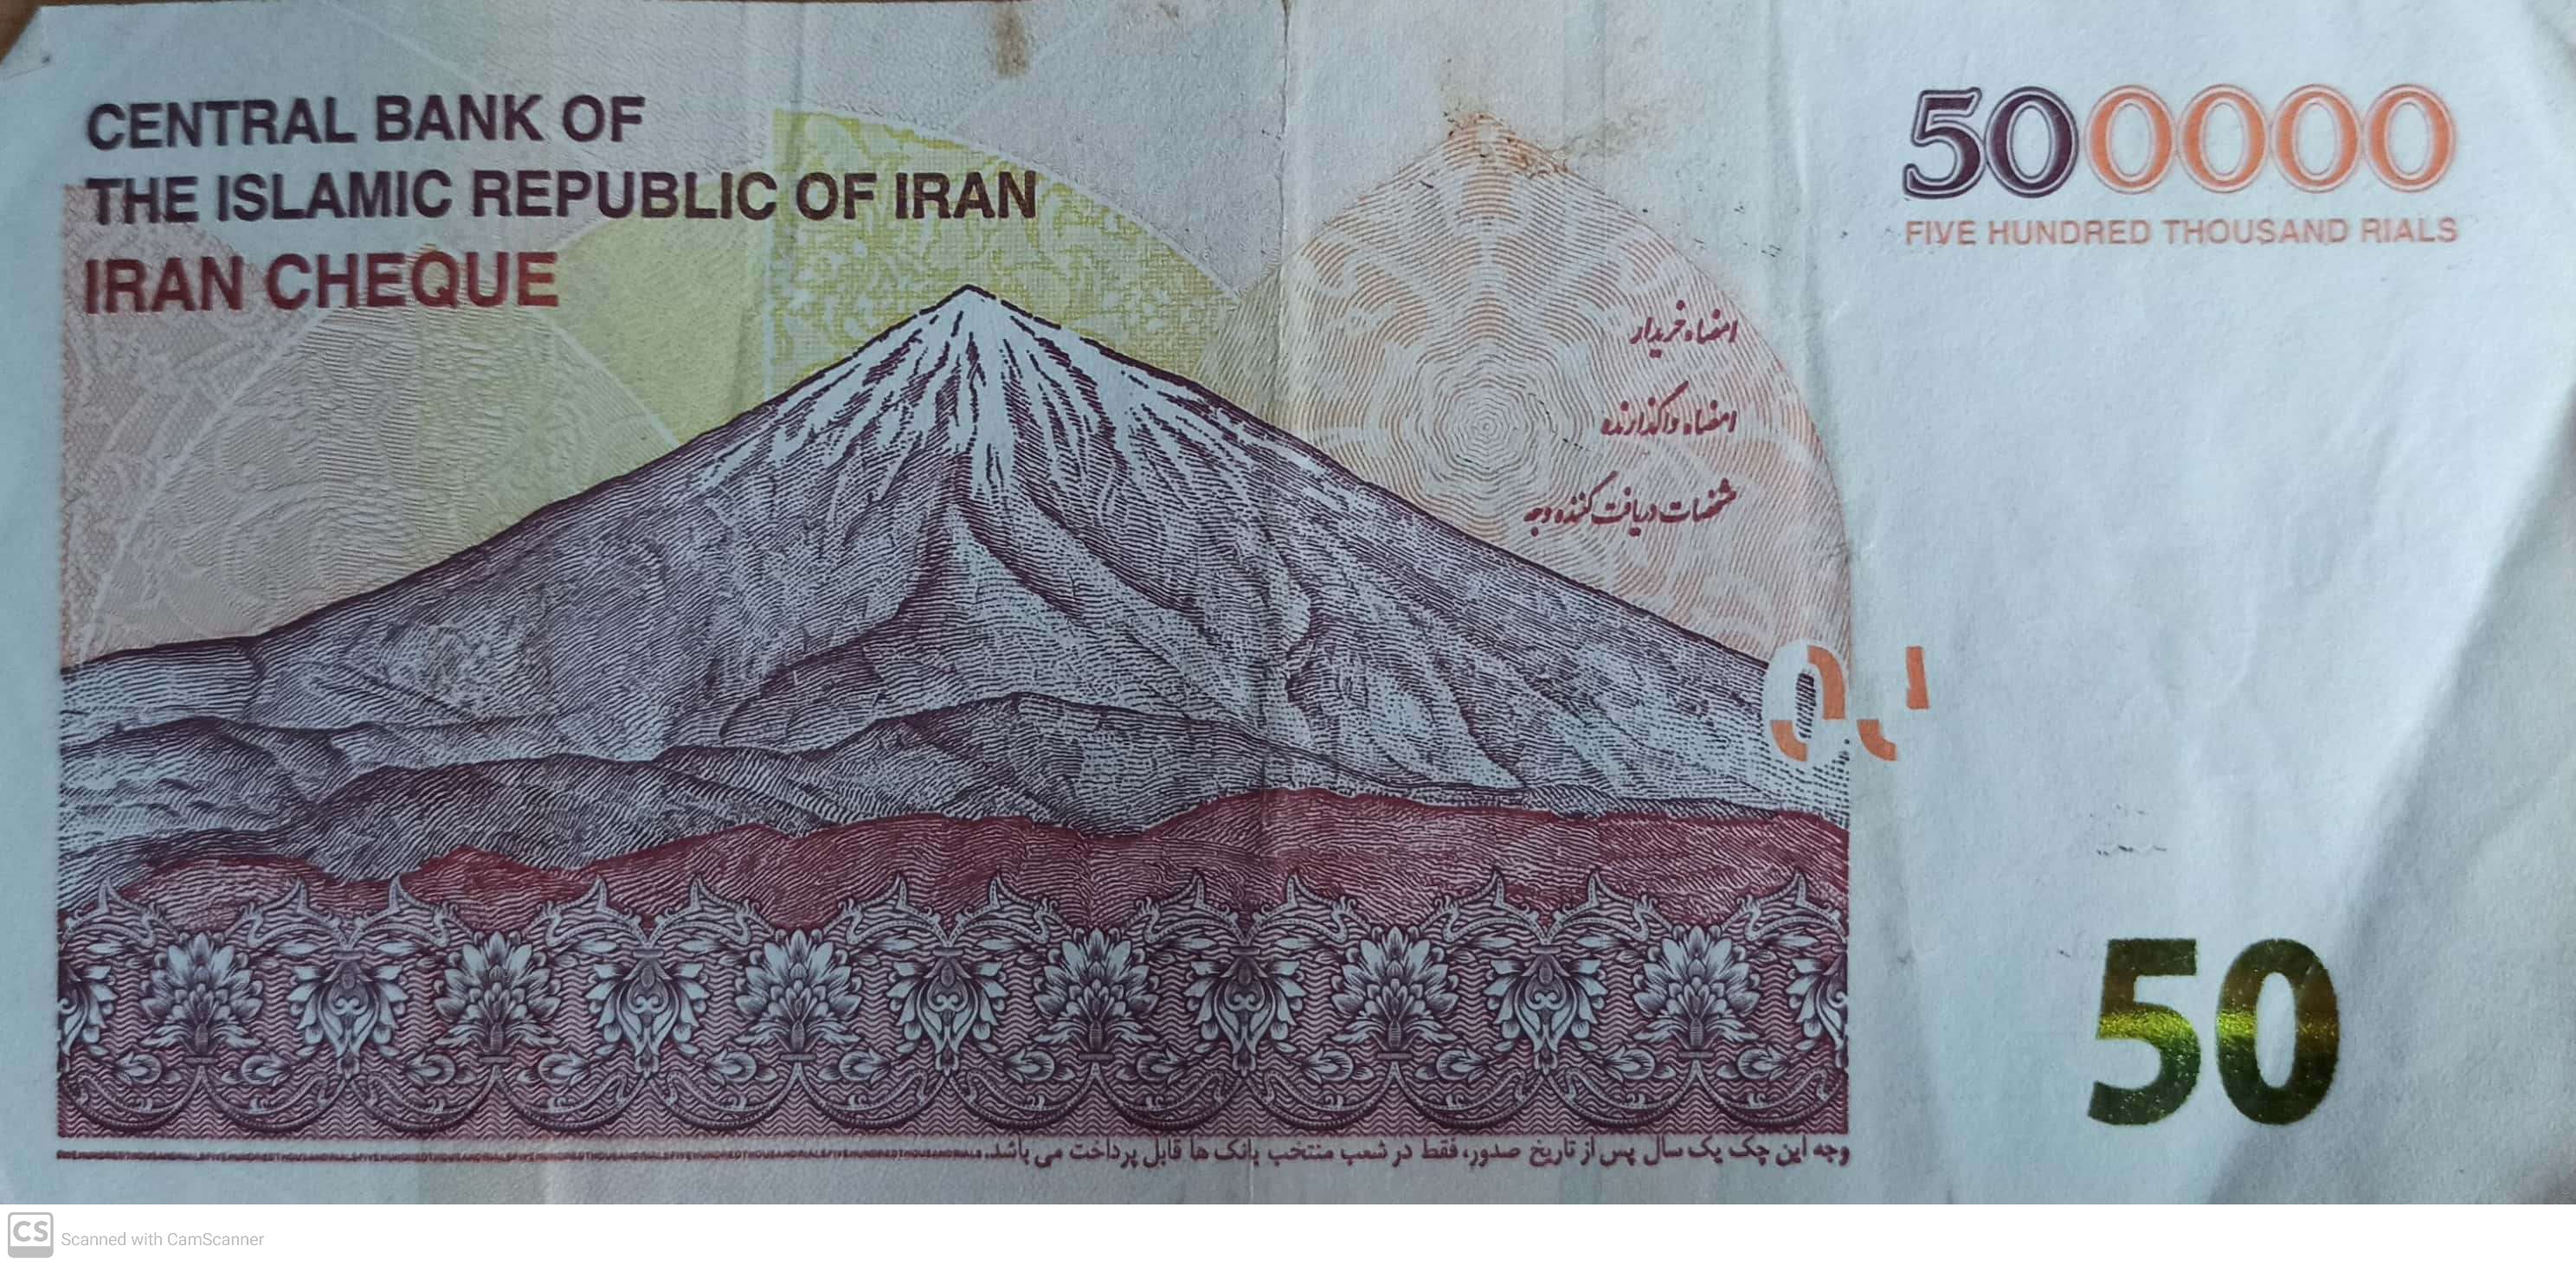 CENTRAL BANK OF
THE ISLAMIC REPUBLIC OF IRAN
IRAN CHEQUE
500000
FIVE HUNDRED THOUSAND RIALS
امضاء خریدار
امضاء واگذارنده
مشخصات دریافت کننده وجه
50
وجه این چک یک سال پس از تاریخ صدور، فقط در شعب منتخب بانک ها قابل پرداخت می باشد.
CS Scanned with CamScanner